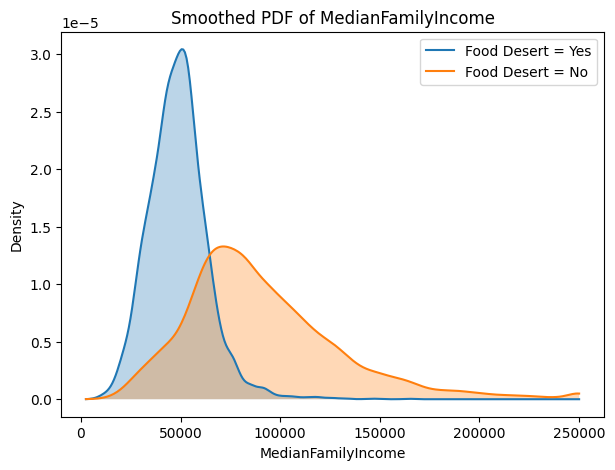 Smoothed PDF of MedianFamilyIncome
1e−5
Food Desert = Yes
Food Desert = No
3.0
2.5
2.0
1.5
1.0
0.5
0.0
Density
0 50000 100000 150000 200000 250000
MedianFamilyIncome